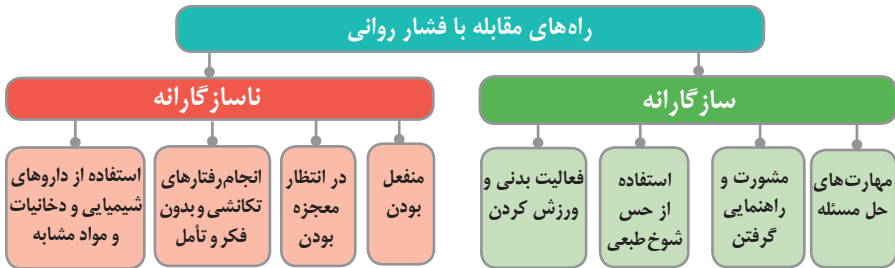 راه‌های مقابله با فشار روانی
سازگارانه
مهارت‌های
حل مسئله
مشورت و
راهنمایی
گرفتن
استفاده
از حس
شوخ‌طبعی
فعالیت بدنی و
ورزش کردن
ناسازگارانه
منفعل
بودن
در انتظار
معجزه
بودن
انجام‌رفتارهای
تکانشی و بدون
فکر و تأمل
استفاده از داروهای
شیمیایی و دخانیات
و مواد مشابه